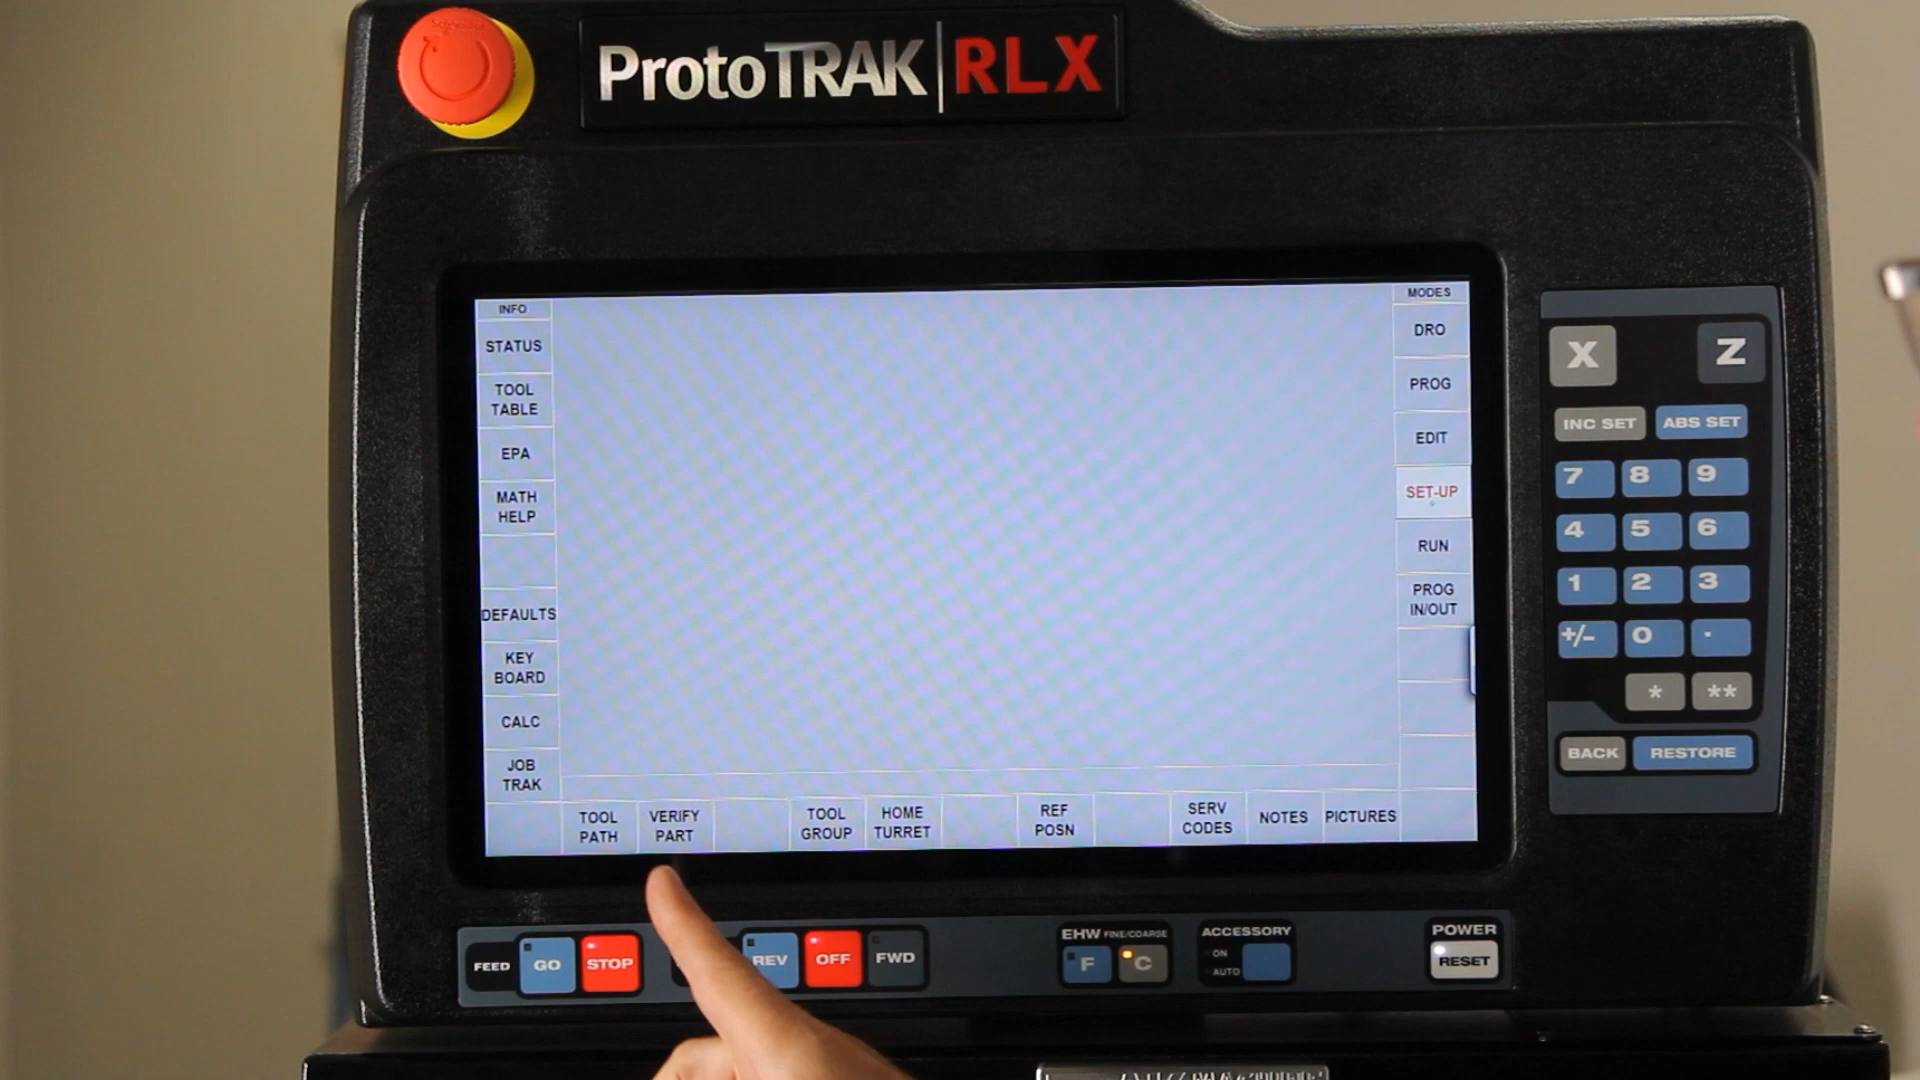 ProtoTRAK RLX
INFO
STATUS
TOOL
TABLE
EPA
MATH
HELP
DEFAULTS
KEY
BOARD
CALC
JOB
TRAK
MODES
DRO
PROG
EDIT
SET-UP
RUN
PROG
IN/OUT
TOOL
PATH
VERIFY
PART
TOOL
GROUP
HOME
TURRET
REF
POSN
SERV
CODES
NOTES
PICTURES
X Z
INC SET ABS SET
7 8 9
4 5 6
1 2 3
+/- 0 .
* **
BACK RESTORE
FEED GO STOP
REV OFF FWD
EHW FINE/COARSE
F C
ACCESSORY
ON
AUTO
POWER
RESET